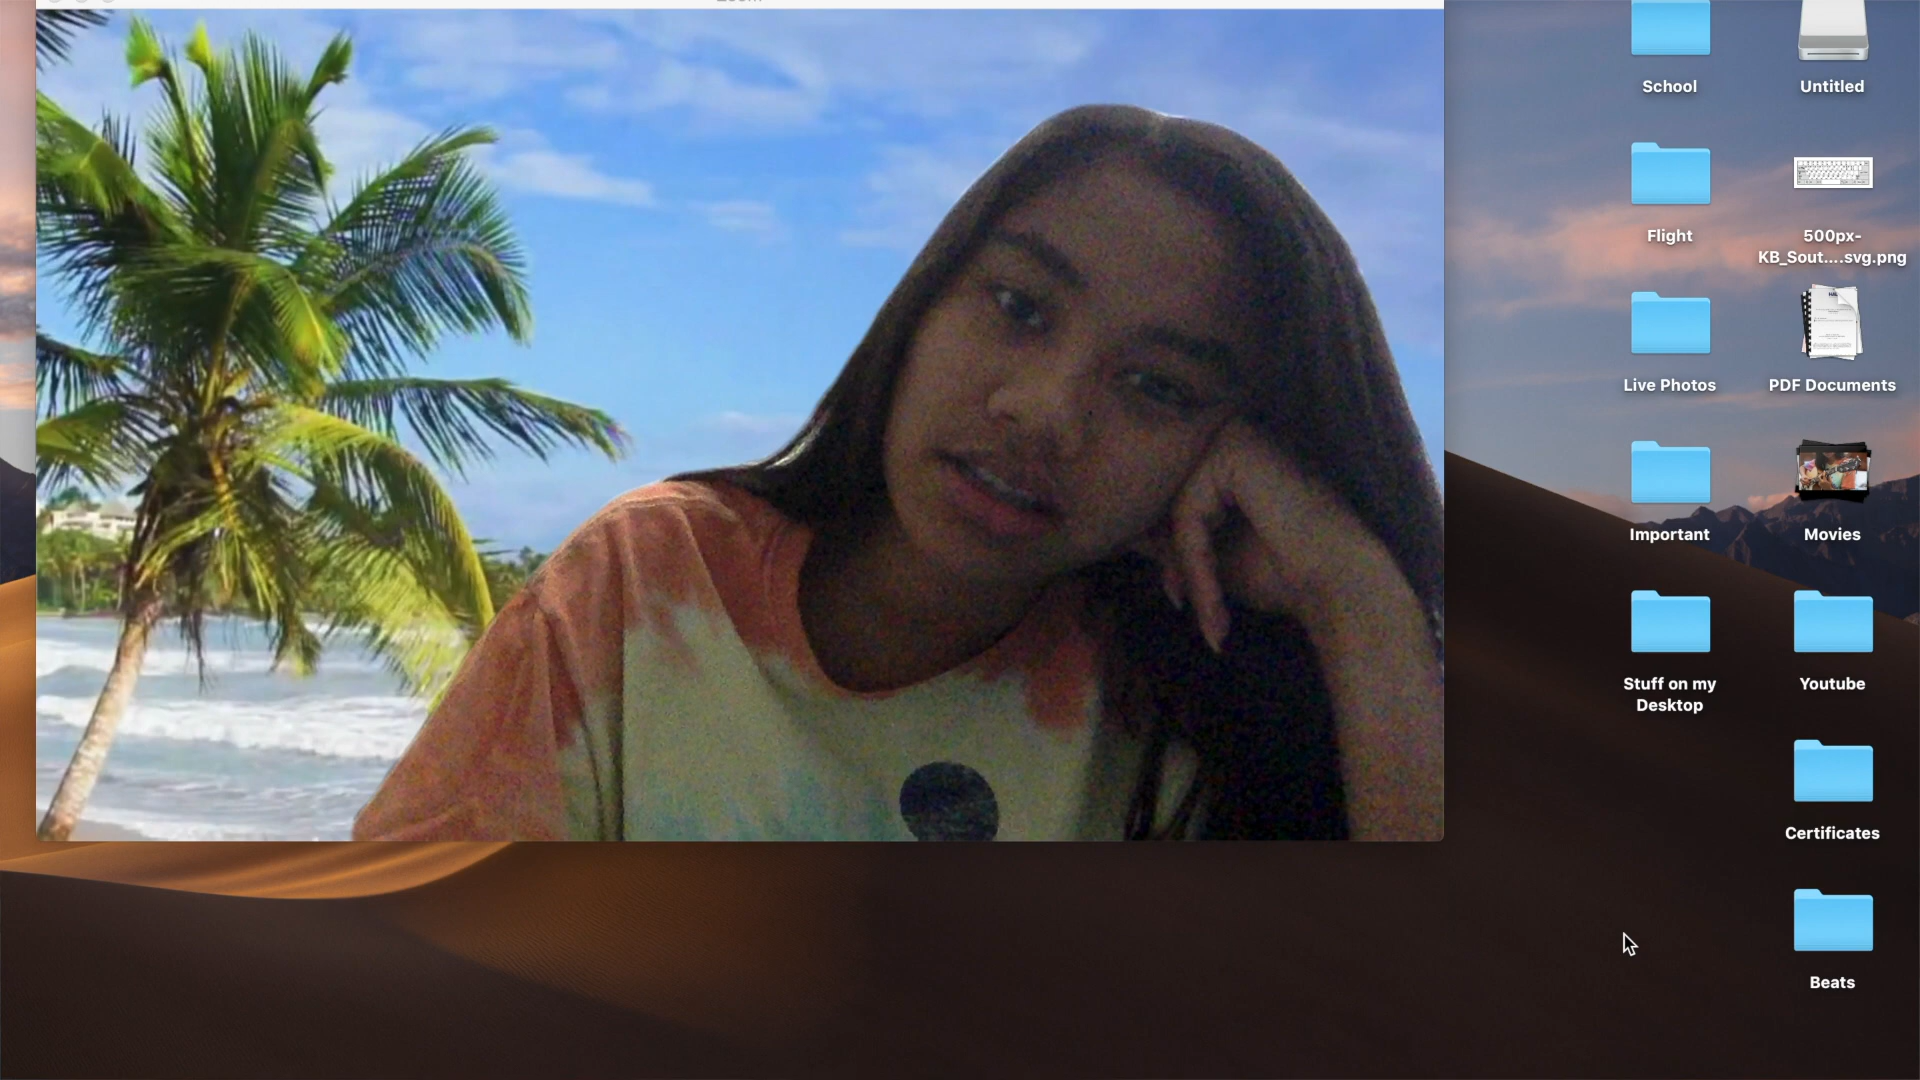 School
Untitled
Flight
500px-
KB_Sout....svg.png
Live Photos
PDF Documents
Important
Movies
Stuff on my
Desktop
Youtube
Certificates
Beats